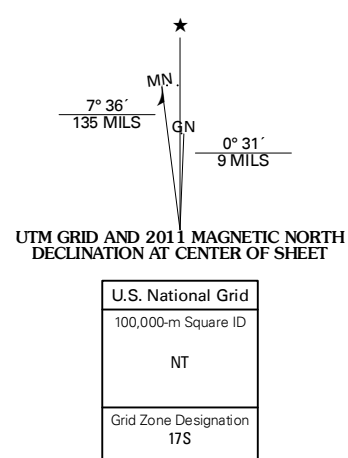 MN
GN
7° 36´
135 MILS
0° 31´
9 MILS
UTM GRID AND 2011 MAGNETIC NORTH
DECLINATION AT CENTER OF SHEET
U.S. National Grid
100,000-m Square ID
NT
Grid Zone Designation
17S